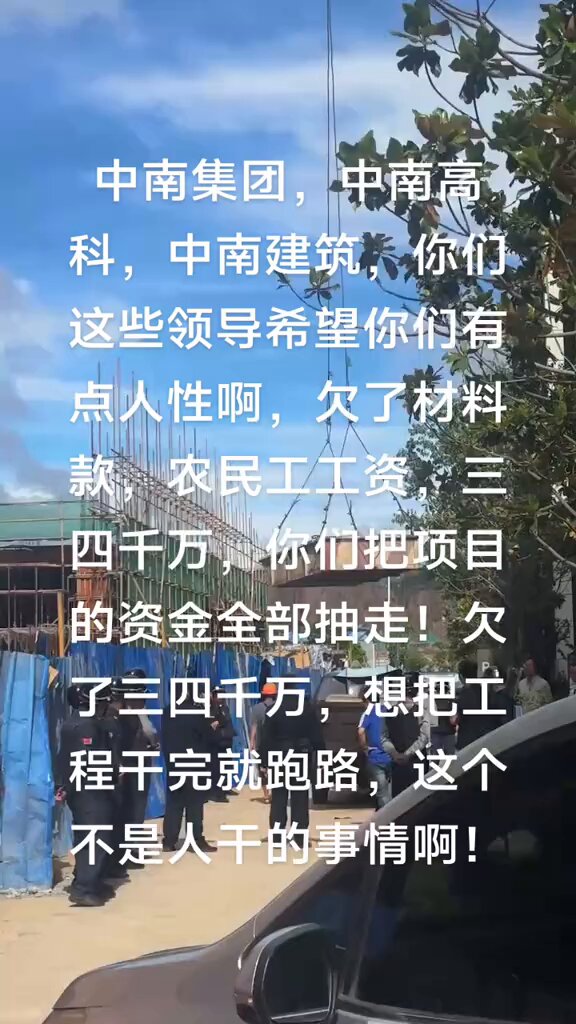 中南集团，中南高
科，中南建筑，你们
这些领导希望你们有
点人性啊，欠了材料
款，农民工工资，三
四千万，你们把项目
的资金全部抽走！欠
了三四千万，想把工
程干完就跑路，这个
不是人干的事情啊！
P